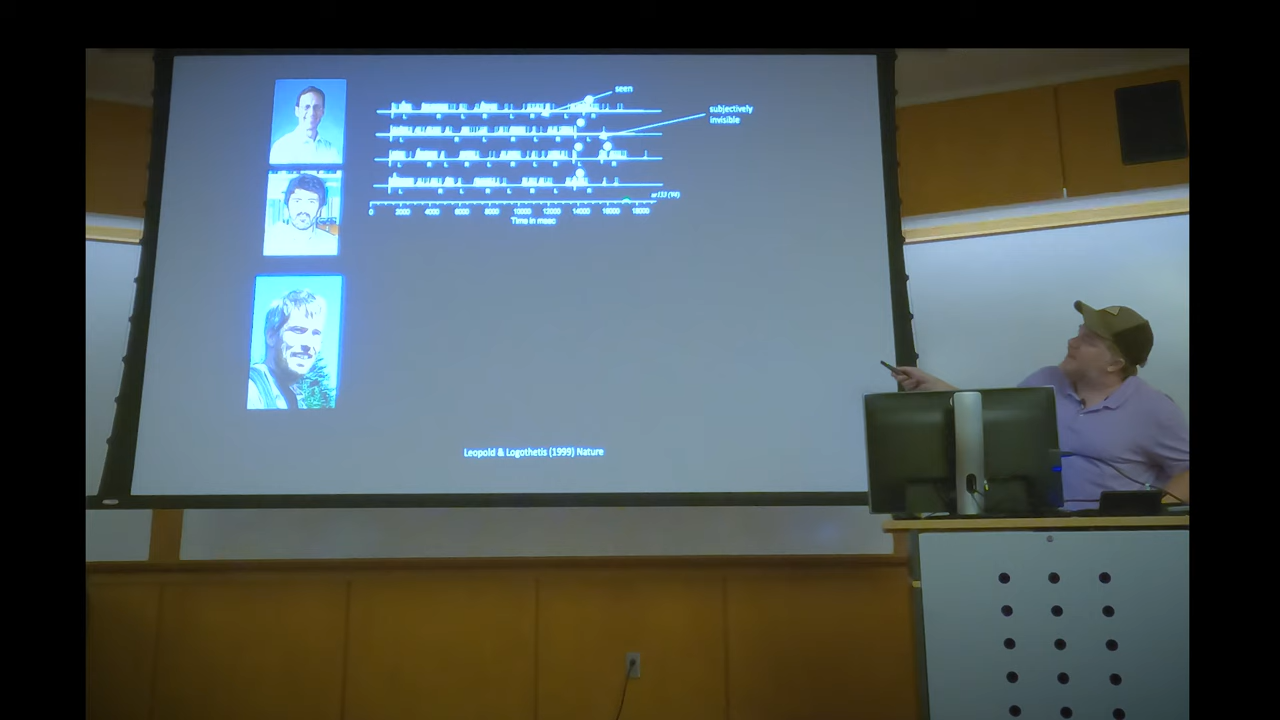 seen
subjectively
invisible
L R L R L R L R
0 2000 4000 6000 8000 10000 12000 14000 16000 18000
Time in msec
Leopold & Logothetis (1999) Nature